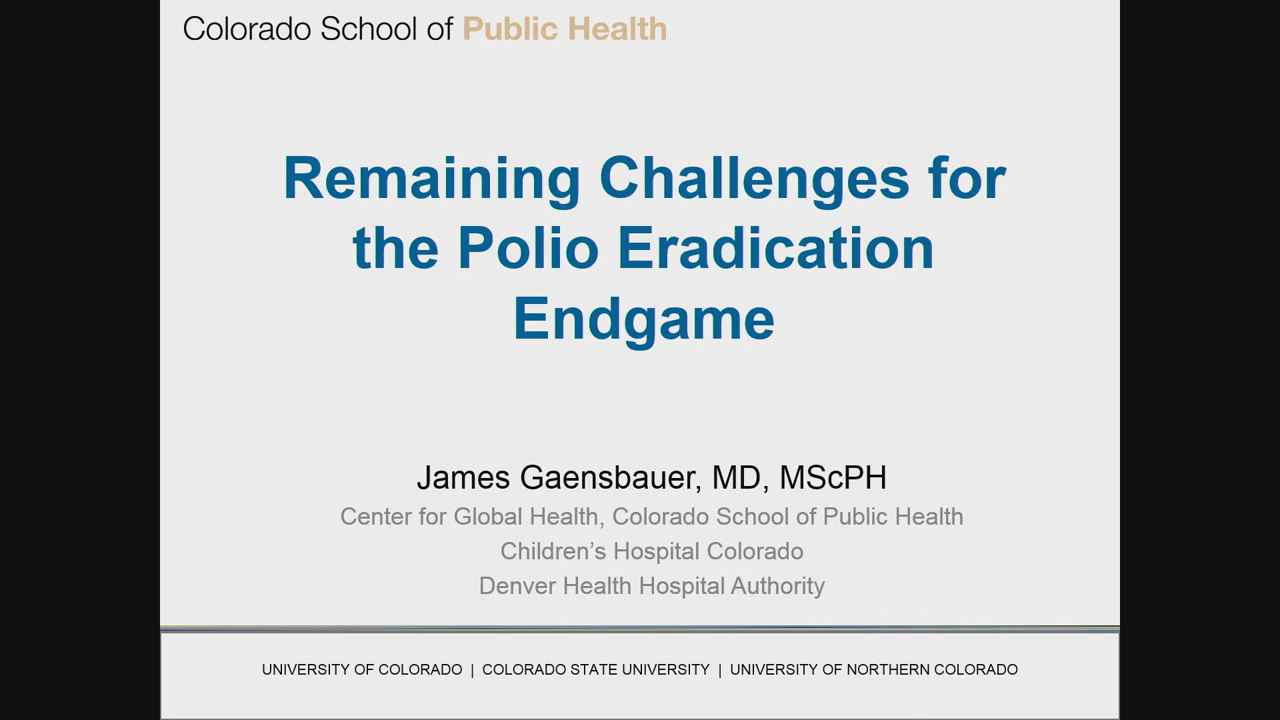 Colorado School of Public Health
Remaining Challenges for
the Polio Eradication
Endgame
James Gaensbauer, MD, MScPH
Center for Global Health, Colorado School of Public Health
Children’s Hospital Colorado
Denver Health Hospital Authority
UNIVERSITY OF COLORADO | COLORADO STATE UNIVERSITY | UNIVERSITY OF NORTHERN COLORADO